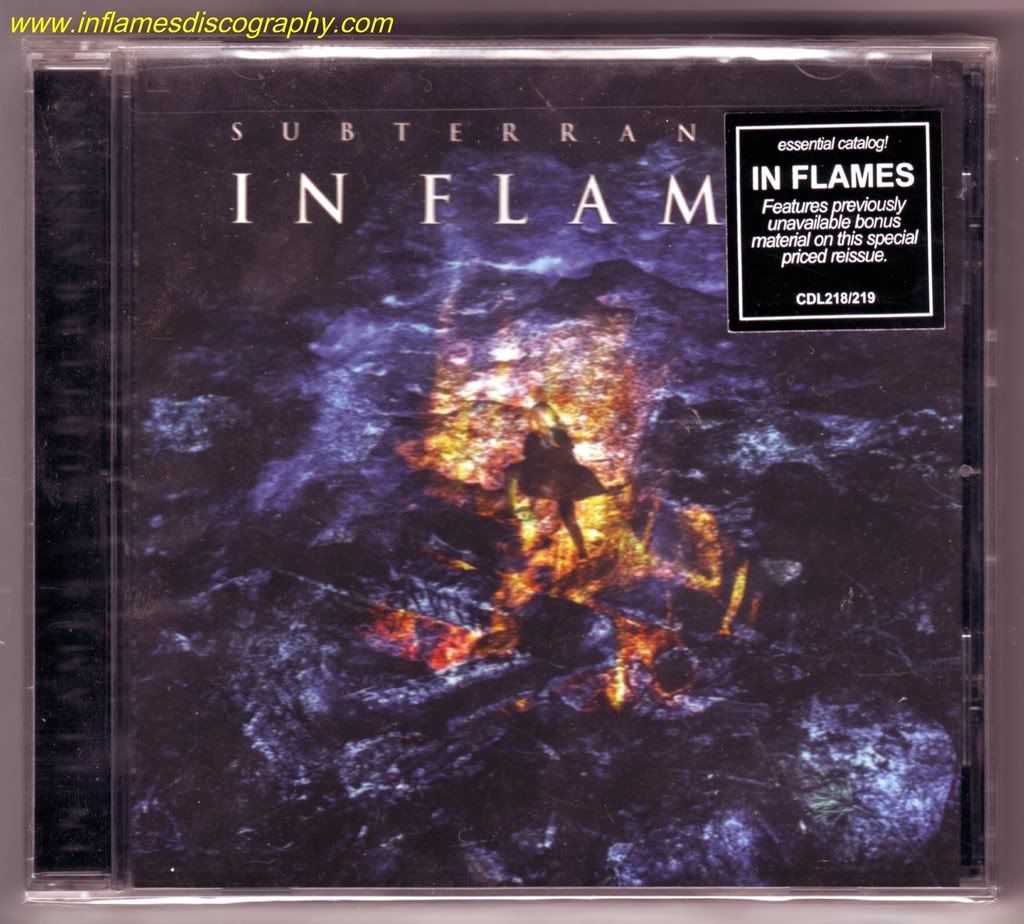 www.inflamesdiscography.com
SUBTERRAN
IN FLAM
essential catalog!
IN FLAMES
Features previously
unavailable bonus
material on this special
priced reissue.
CDL218/219